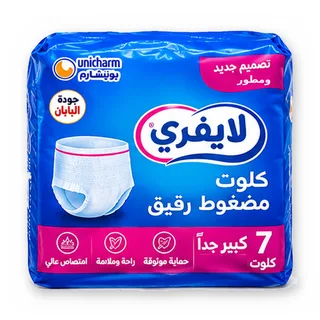 unicharm
يونيشارم
تصميم جديد
ومطور
جودة
اليابان
لايفري
كلوت
مضغوط رقيق
7 كبير جداً
كلوت
حماية موثوقة
راحة وملاءمة
امتصاص عالي